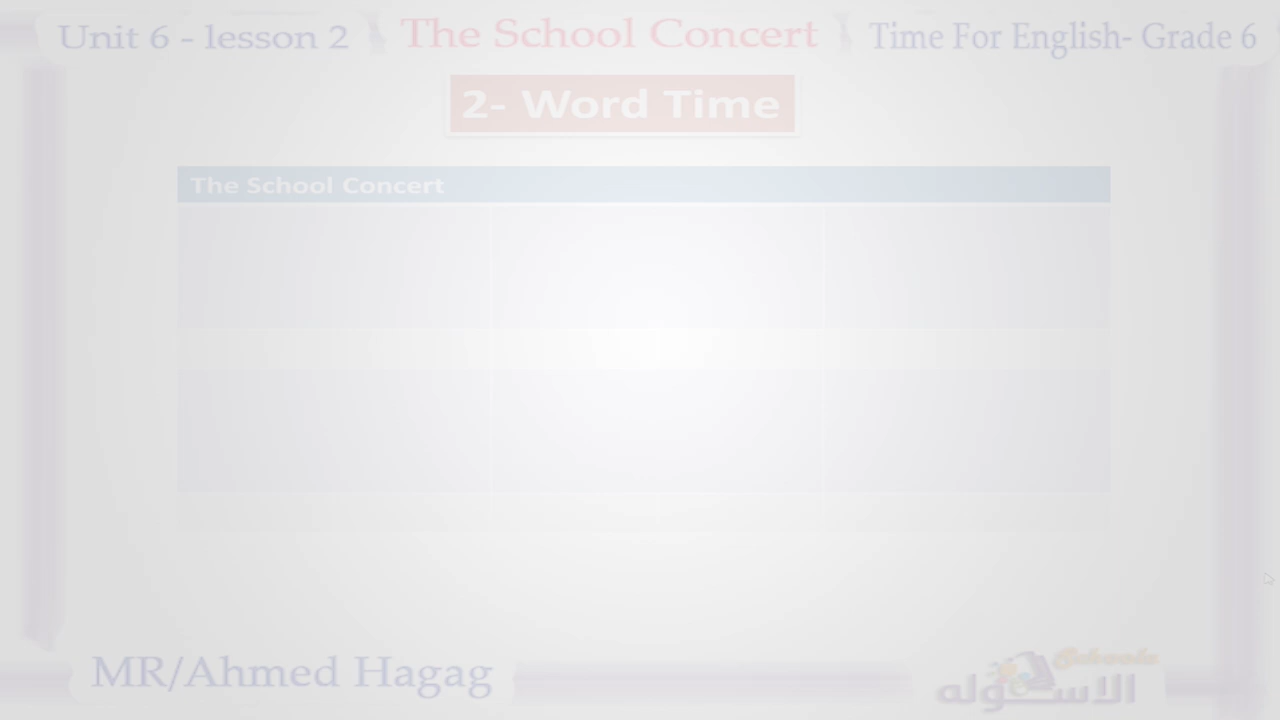 Unit 6 - lesson 2
The School Concert
Time For English- Grade 6
2- Word Time
The School Concert
MR/Ahmed Hagag
Schools
الاسكوله